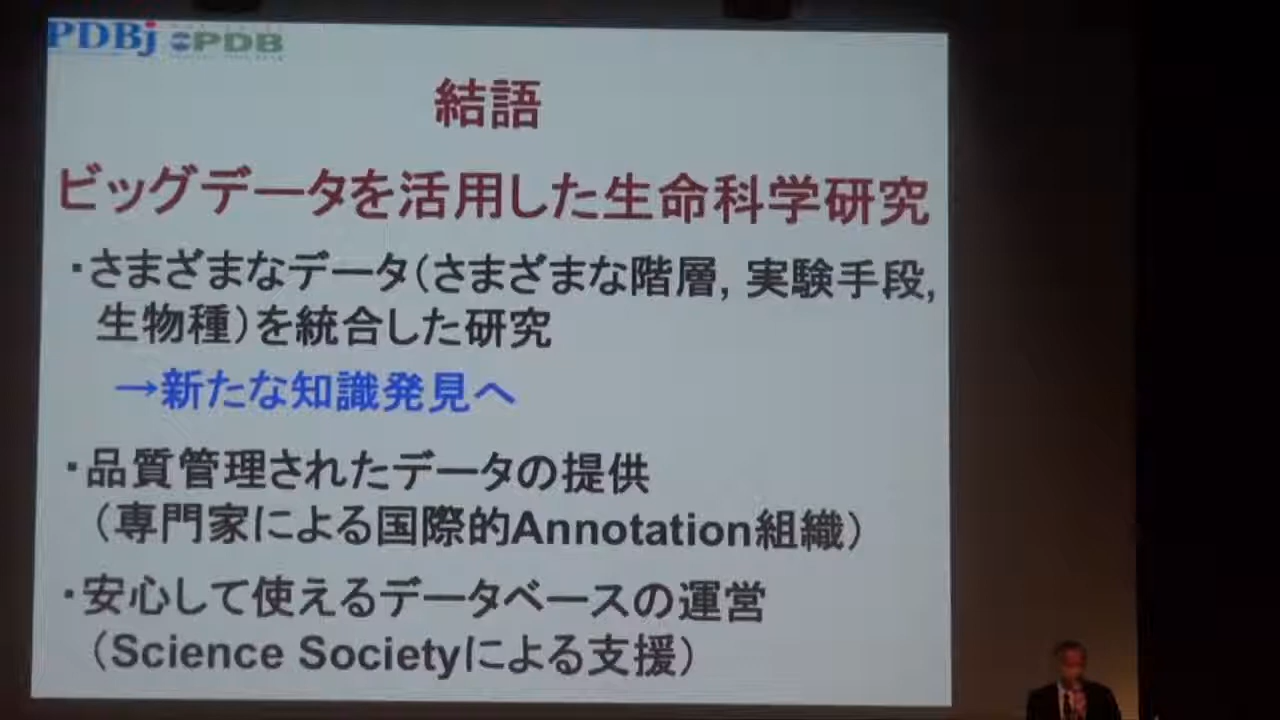 PDBj PDB
結語
ビッグデータを活用した生命科学研究
・さまざまなデータ(さまざまな階層, 実験手段,
生物種)を統合した研究
→新たな知識発見へ
・品質管理されたデータの提供
(専門家による国際的Annotation組織)
・安心して使えるデータベースの運営
(Science Societyによる支援)